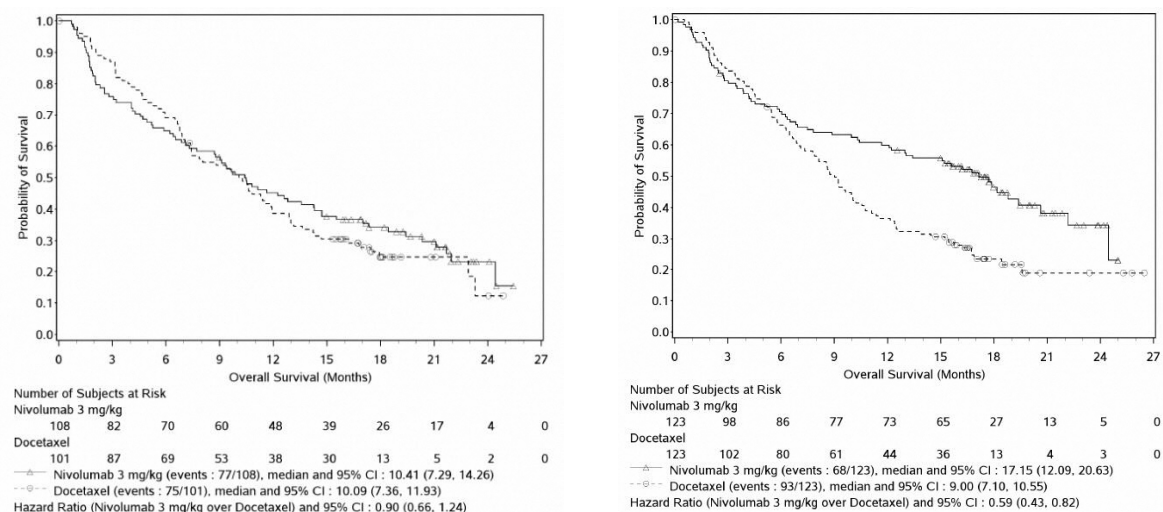 1.0
0.9
0.8
0.7
0.6
0.5
0.4
0.3
0.2
0.1
0.0
Probability of Survival
0 3 6 9 12 15 18 21 24 27
Overall Survival (Months)
Number of Subjects at Risk
Nivolumab 3 mg/kg
108 82 70 60 48 39 26 17 4 0
Docetaxel
101 87 69 53 38 30 13 5 2 0
Nivolumab 3 mg/kg (events : 77/108), median and 95% CI : 10.41 (7.29, 14.26)
Docetaxel (events : 75/101), median and 95% CI : 10.09 (7.36, 11.93)
Hazard Ratio (Nivolumab 3 mg/kg over Docetaxel) and 95% CI : 0.90 (0.66, 1.24)
1.0
0.9
0.8
0.7
0.6
0.5
0.4
0.3
0.2
0.1
0.0
Probability of Survival
0 3 6 9 12 15 18 21 24 27
Overall Survival (Months)
Number of Subjects at Risk
Nivolumab 3 mg/kg
123 98 86 77 73 65 27 13 5 0
Docetaxel
123 102 80 61 44 36 13 4 3 0
Nivolumab 3 mg/kg (events : 68/123), median and 95% CI : 17.15 (12.09, 20.63)
Docetaxel (events : 93/123), median and 95% CI : 9.00 (7.10, 10.55)
Hazard Ratio (Nivolumab 3 mg/kg over Docetaxel) and 95% CI : 0.59 (0.43, 0.82)